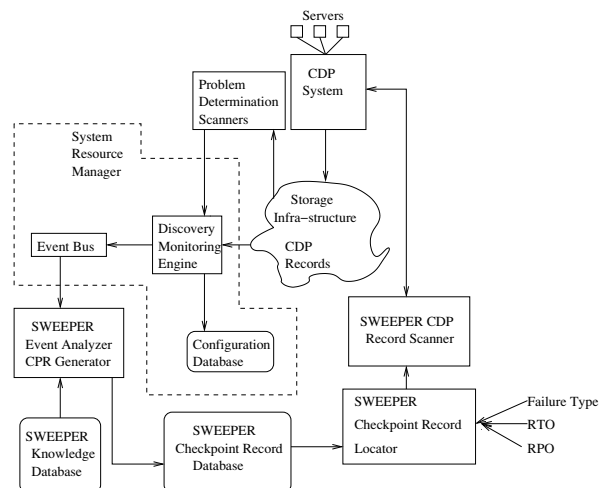 Servers
CDP
System
Problem
Determination
Scanners
System
Resource
Manager
Storage
Infra-structure
CDP
Records
Discovery
Monitoring
Engine
Event Bus
SWEEPER
Event Analyzer
CPR Generator
Configuration
Database
SWEEPER CDP
Record Scanner
SWEEPER
Knowledge
Database
SWEEPER
Checkpoint Record
Database
SWEEPER
Checkpoint Record
Locator
Failure Type
RTO
RPO